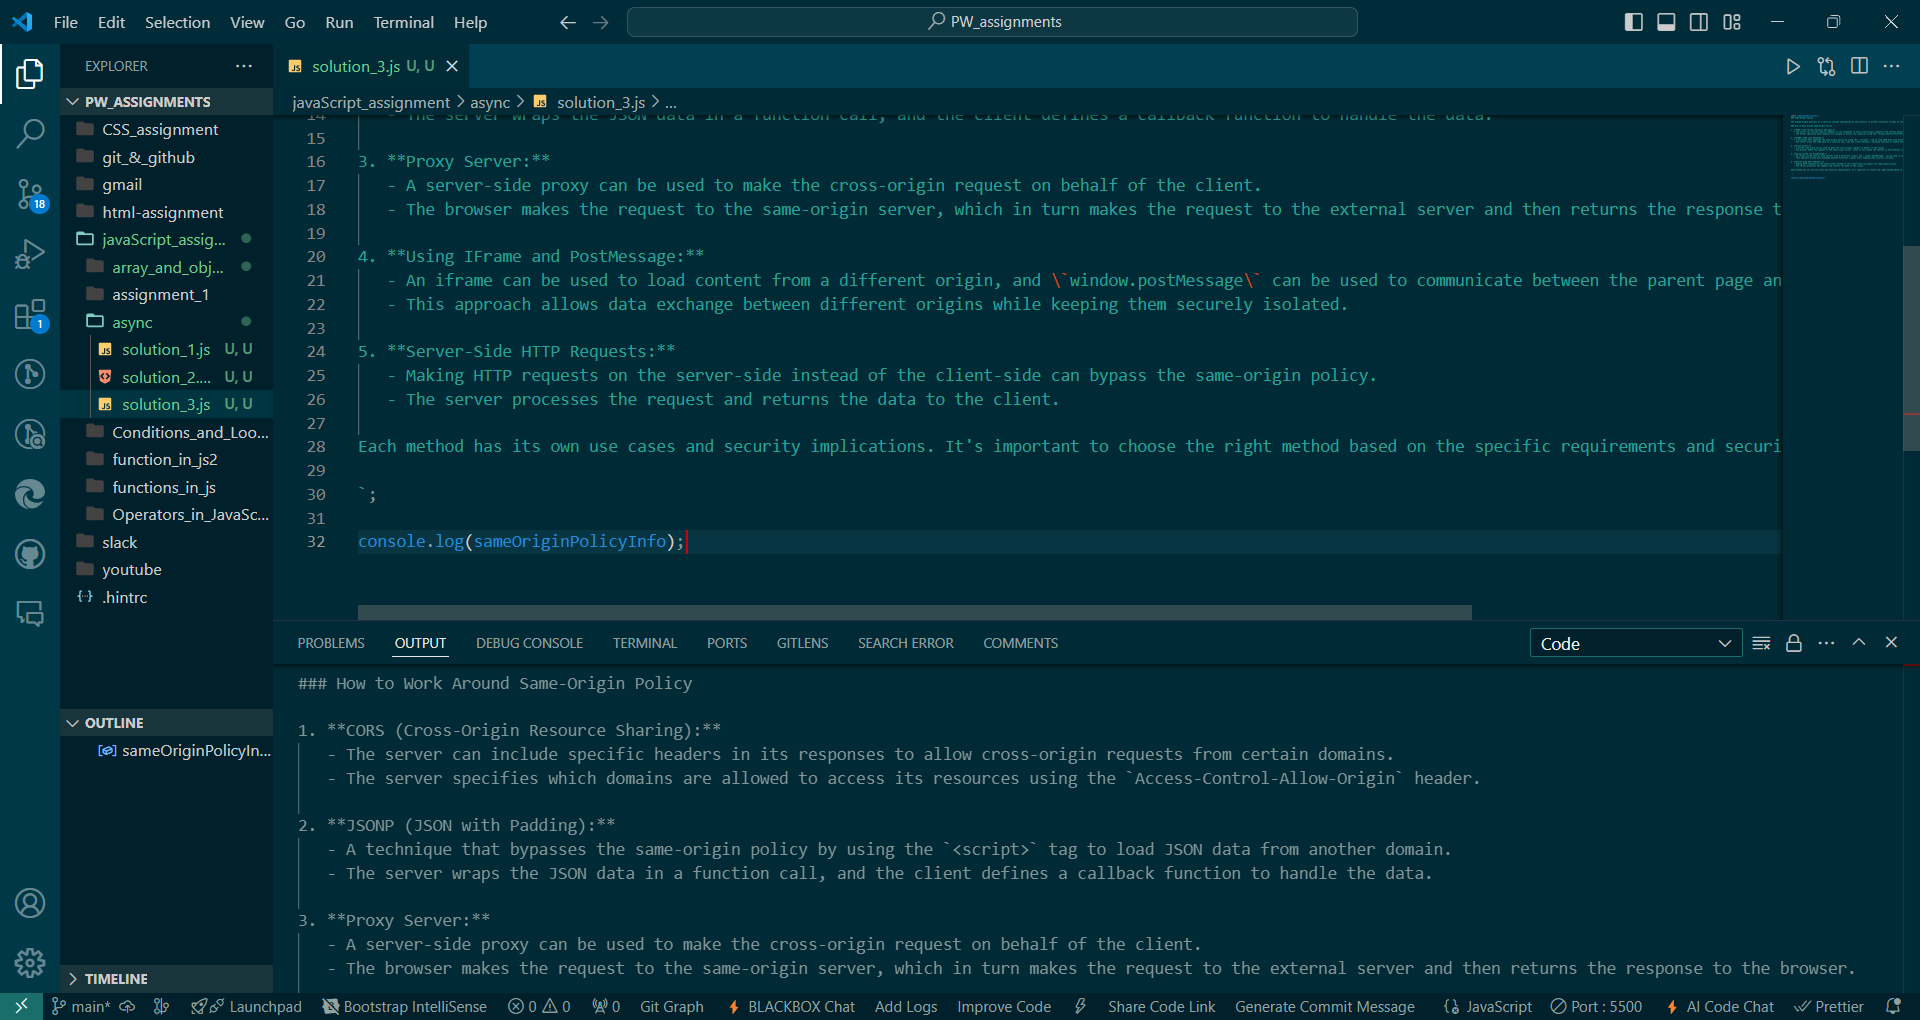 File Edit Selection View Go Run Terminal Help
PW_assignments
EXPLORER
solution_3.js U, U
PW_ASSIGNMENTS
javaScript_assignment > async > solution_3.js > ...
CSS_assignment
git_&_github
gmail
html-assignment
javaScript_assig...
array_and_obj...
assignment_1
async
solution_1.js U, U
solution_2.... U, U
solution_3.js U, U
Conditions_and_Loo...
function_in_js2
functions_in_js
Operators_in_JavaSc...
slack
youtube
.hintrc
18
1
OUTLINE
sameOriginPolicyIn...
TIMELINE
14 - The server wraps the JSON data in a function call, and the client defines a callback function to handle the data.
15
16 3. **Proxy Server:**
17 - A server-side proxy can be used to make the cross-origin request on behalf of the client.
18 - The browser makes the request to the same-origin server, which in turn makes the request to the external server and then returns the response t
19
20 4. **Using IFrame and PostMessage:**
21 - An iframe can be used to load content from a different origin, and \`window.postMessage\` can be used to communicate between the parent page an
22 - This approach allows data exchange between different origins while keeping them securely isolated.
23
24 5. **Server-Side HTTP Requests:**
25 - Making HTTP requests on the server-side instead of the client-side can bypass the same-origin policy.
26 - The server processes the request and returns the data to the client.
27
28 Each method has its own use cases and security implications. It's important to choose the right method based on the specific requirements and securi
29
30 `;
31
32 console.log(sameOriginPolicyInfo);
PROBLEMS OUTPUT DEBUG CONSOLE TERMINAL PORTS GITLENS SEARCH ERROR COMMENTS
Code
### How to Work Around Same-Origin Policy
1. **CORS (Cross-Origin Resource Sharing):**
- The server can include specific headers in its responses to allow cross-origin requests from certain domains.
- The server specifies which domains are allowed to access its resources using the `Access-Control-Allow-Origin` header.
2. **JSONP (JSON with Padding):**
- A technique that bypasses the same-origin policy by using the `<script>` tag to load JSON data from another domain.
- The server wraps the JSON data in a function call, and the client defines a callback function to handle the data.
3. **Proxy Server:**
- A server-side proxy can be used to make the cross-origin request on behalf of the client.
- The browser makes the request to the same-origin server, which in turn makes the request to the external server and then returns the response to the browser.
main* Launchpad Bootstrap IntelliSense 0 0 0 Git Graph BLACKBOX Chat Add Logs Improve Code Share Code Link Generate Commit Message JavaScript Port : 5500 AI Code Chat Prettier